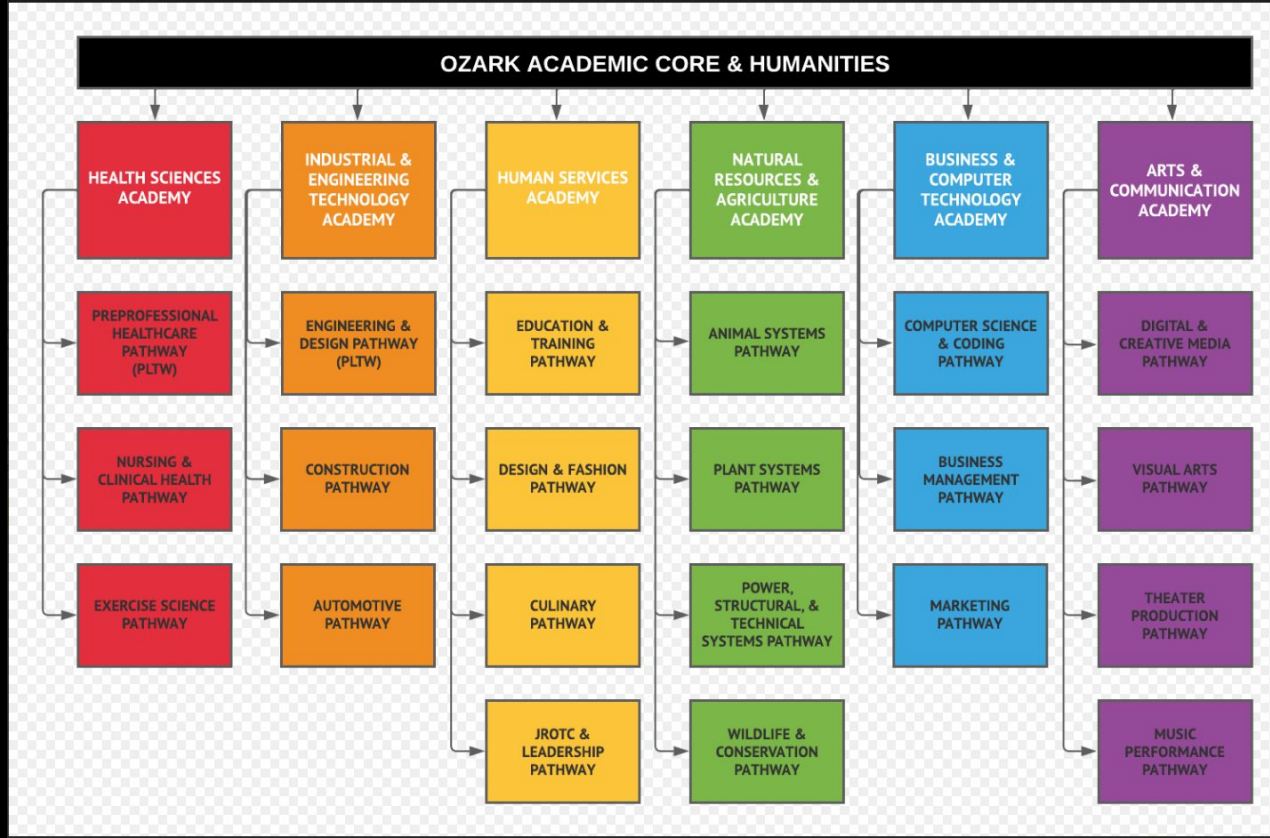 OZARK ACADEMIC CORE & HUMANITIES
HEALTH SCIENCES
ACADEMY
PREPROFESSIONAL
HEALTHCARE
PATHWAY
(PLTW)
NURSING &
CLINICAL HEALTH
PATHWAY
EXERCISE SCIENCE
PATHWAY
INDUSTRIAL &
ENGINEERING
TECHNOLOGY
ACADEMY
ENGINEERING &
DESIGN PATHWAY
(PLTW)
CONSTRUCTION
PATHWAY
AUTOMOTIVE
PATHWAY
HUMAN SERVICES
ACADEMY
EDUCATION &
TRAINING
PATHWAY
DESIGN & FASHION
PATHWAY
CULINARY
PATHWAY
JROTC &
LEADERSHIP
PATHWAY
NATURAL
RESOURCES &
AGRICULTURE
ACADEMY
ANIMAL SYSTEMS
PATHWAY
PLANT SYSTEMS
PATHWAY
POWER,
STRUCTURAL, &
TECHNICAL
SYSTEMS PATHWAY
WILDLIFE &
CONSERVATION
PATHWAY
BUSINESS &
COMPUTER
TECHNOLOGY
ACADEMY
COMPUTER SCIENCE
& CODING
PATHWAY
BUSINESS
MANAGEMENT
PATHWAY
MARKETING
PATHWAY
ARTS &
COMMUNICATION
ACADEMY
DIGITAL &
CREATIVE MEDIA
PATHWAY
VISUAL ARTS
PATHWAY
THEATER
PRODUCTION
PATHWAY
MUSIC
PERFORMANCE
PATHWAY